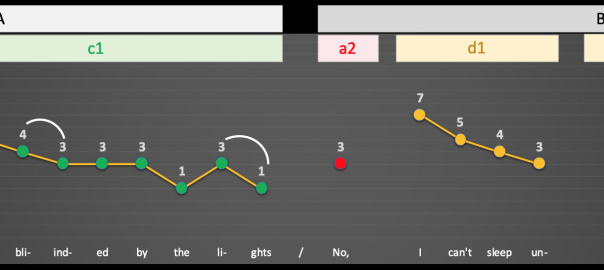 A B
c1 a2 d1
7
5
4 4
3 3 3 3 3 3
1 1
bli- ind- ed by the li- ghts / No, I can't sleep un-